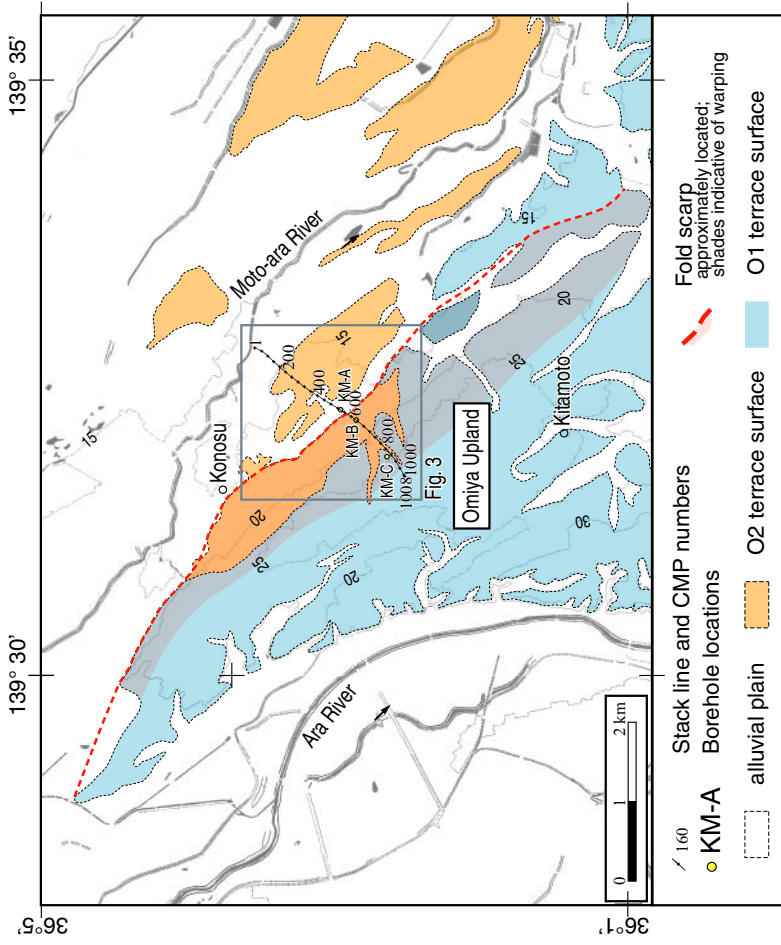 139° 30'
139° 35'
36°5'
15
Konosu
Moto-ara River
1
200
15
400
KM-A
KM-B
600
20
25
KM-C
800
1000
1008
Fig. 3
20
Ara River
Omiya Upland
15
25
20
30
Kitamoto
0
1
2 km
36°1'
160
Stack line and CMP numbers
KM-A
Borehole locations
Fold scarp
approximately located;
shades indicative of warping
alluvial plain
O2 terrace surface
O1 terrace surface